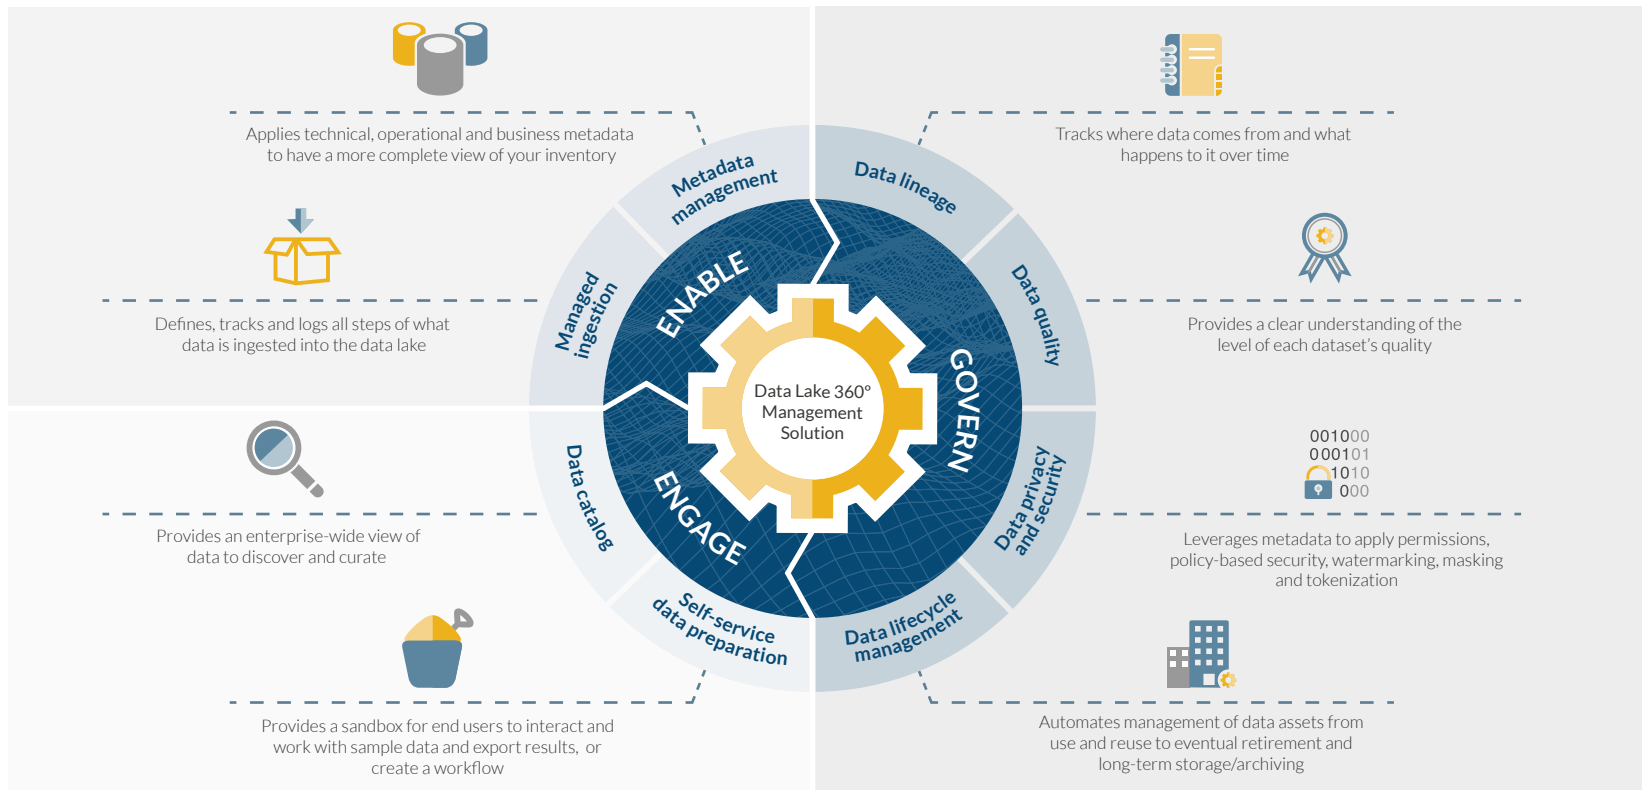 Applies technical, operational and business metadata
to have a more complete view of your inventory
Metadata
management
Defines, tracks and logs all steps of what
data is ingested into the data lake
Managed
ingestion
ENABLE
Tracks where data comes from and what
happens to it over time
Data lineage
Provides a clear understanding of the
level of each dataset's quality
Data quality
GOVERN
Data Lake 360°
Management
Solution
001000
000101
1010
000
Leverages metadata to apply permissions,
policy-based security, watermarking, masking
and tokenization
Data privacy
and security
Automates management of data assets from
use and reuse to eventual retirement and
long-term storage/archiving
Data lifecycle
management
Provides an enterprise-wide view of
data to discover and curate
Data catalog
ENGAGE
Provides a sandbox for end users to interact and
work with sample data and export results, or
create a workflow
Self-service
data preparation